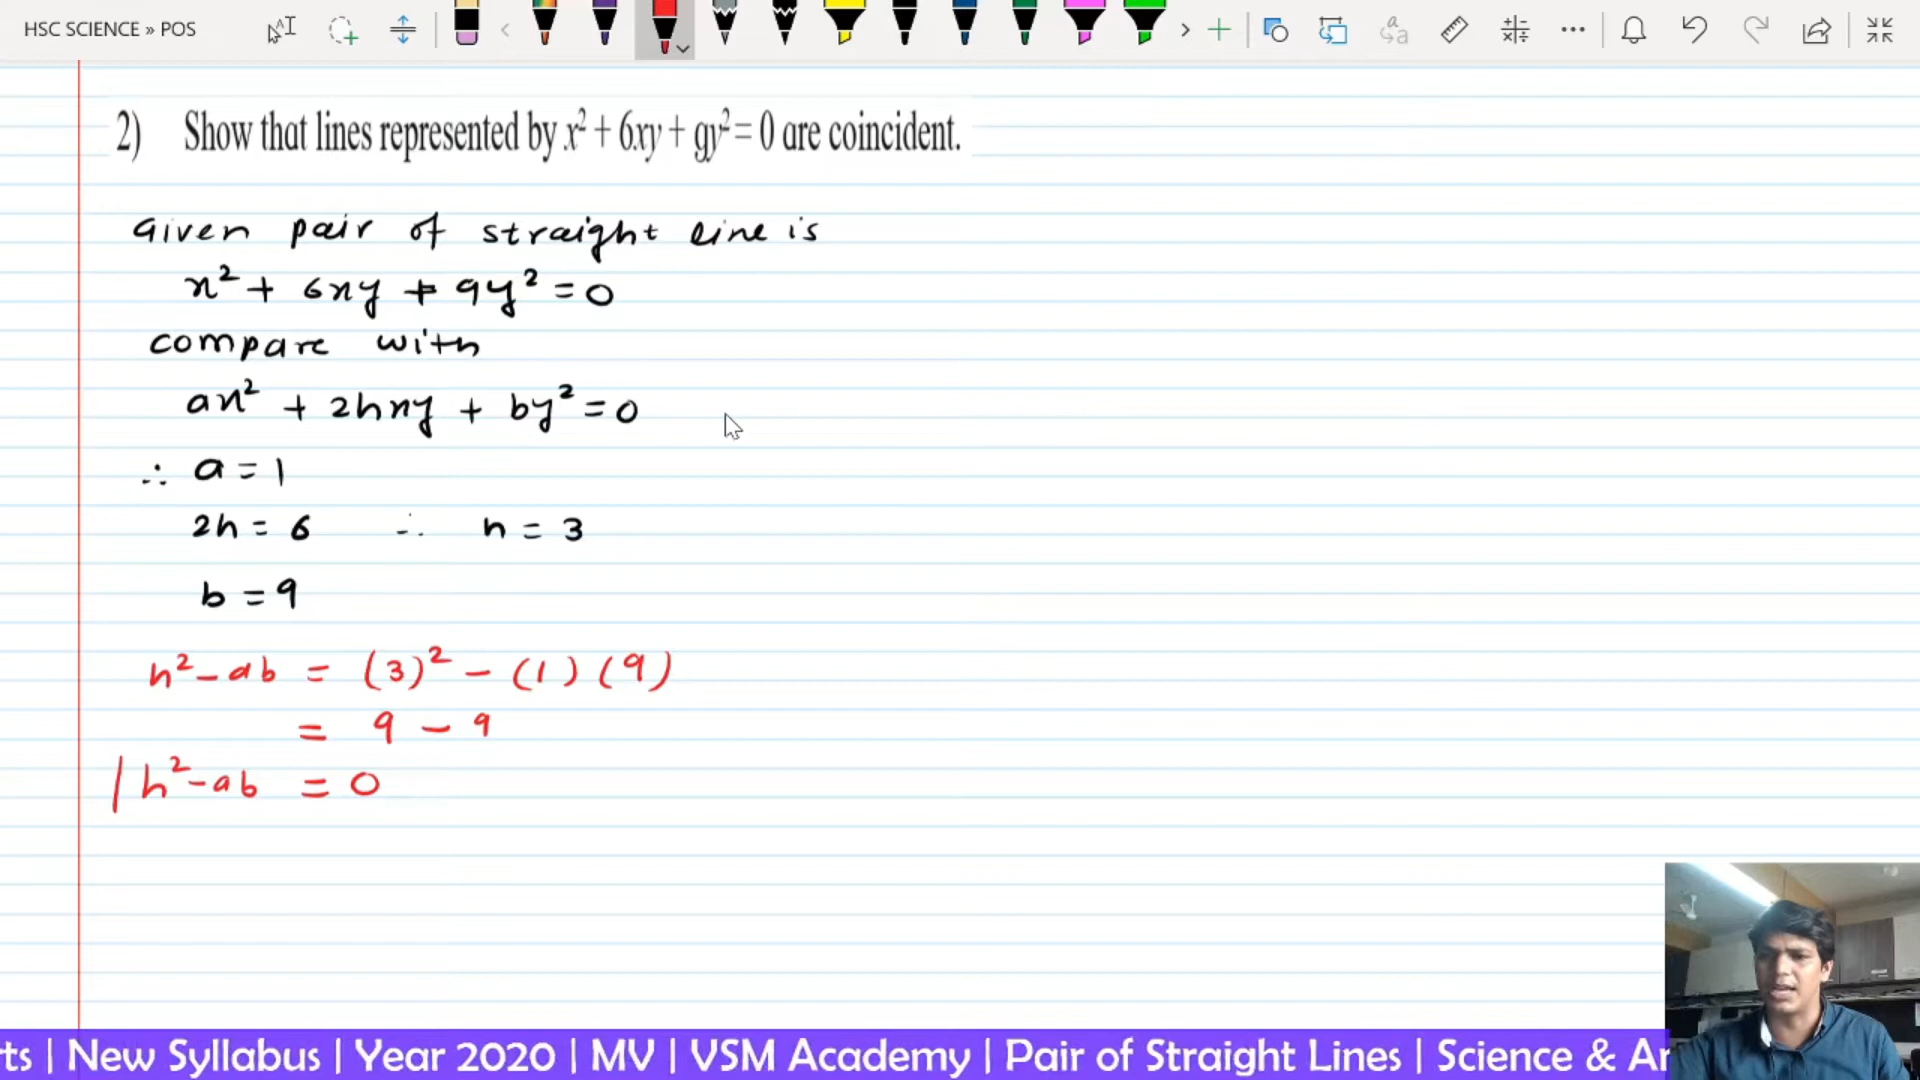 HSC SCIENCE » POS
2) Show that lines represented by x² + 6xy + gy² = 0 are coincident.
Given pair of straight line is
x² + 6xy + 9y² = 0
compare with
ax² + 2hxy + by² = 0
∴ a = 1
2h = 6 ∴ h = 3
b = 9
h² - ab = (3)² - (1) (9)
= 9 - 9
| h² - ab = 0
rts | New Syllabus | Year 2020 | MV | VSM Academy | Pair of Straight Lines | Science & Ar